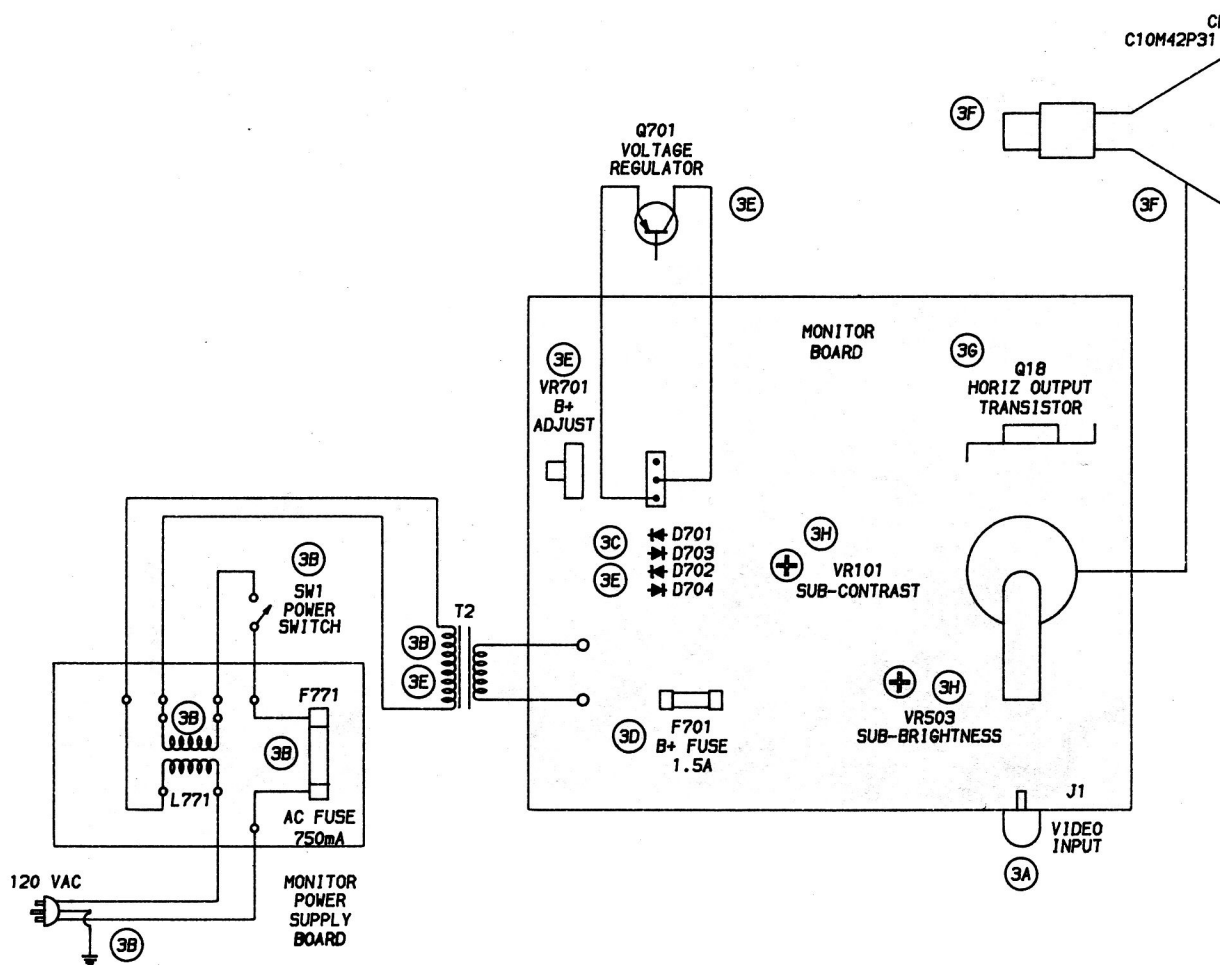 C10M42P31
3F
Q701
VOLTAGE
REGULATOR
3E
3F
MONITOR
BOARD
3G
Q18
HORIZ OUTPUT
TRANSISTOR
3E
VR701
B+
ADJUST
3C
D701
D703
3E
D702
D704
3H
VR101
SUB-CONTRAST
3B
SW1
POWER
SWITCH
T2
3B
3E
3H
VR503
SUB-BRIGHTNESS
F771
3B
3B
L771
AC FUSE
750mA
3D
F701
B+ FUSE
1.5A
J1
VIDEO
INPUT
3A
120 VAC
MONITOR
POWER
SUPPLY
BOARD
3B